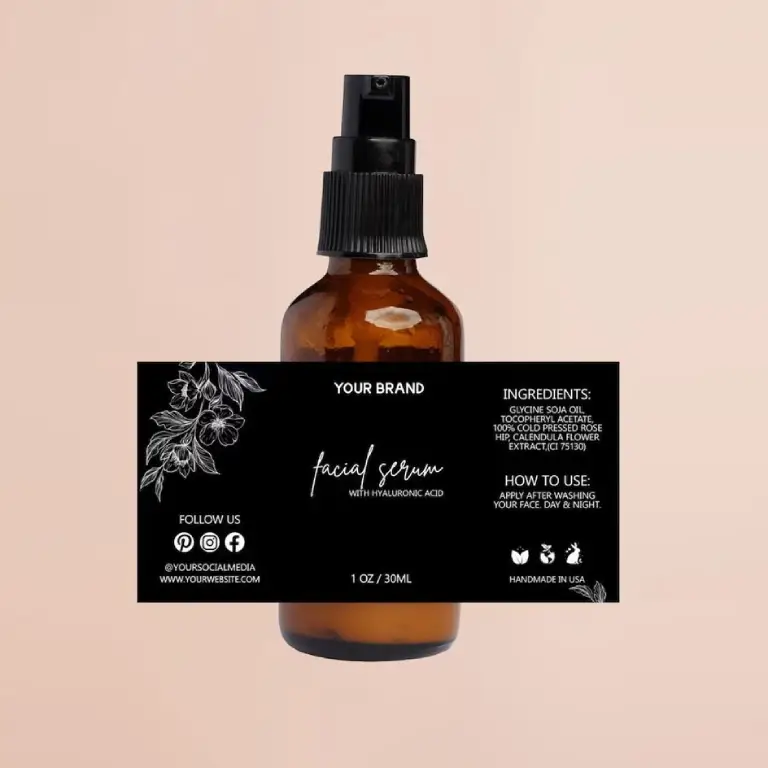 YOUR BRAND
facial serum
WITH HYALURONIC ACID
1 OZ / 30ML
FOLLOW US
@YOURSOCIALMEDIA
WWW.YOURWEBSITE.COM
INGREDIENTS:
GLYCINE SOJA OIL,
TOCOPHERYL ACETATE,
100% COLD PRESSED ROSE
HIP, CALENDULA FLOWER
EXTRACT,(CI 75130)
HOW TO USE:
APPLY AFTER WASHING
YOUR FACE. DAY & NIGHT.
HANDMADE IN USA